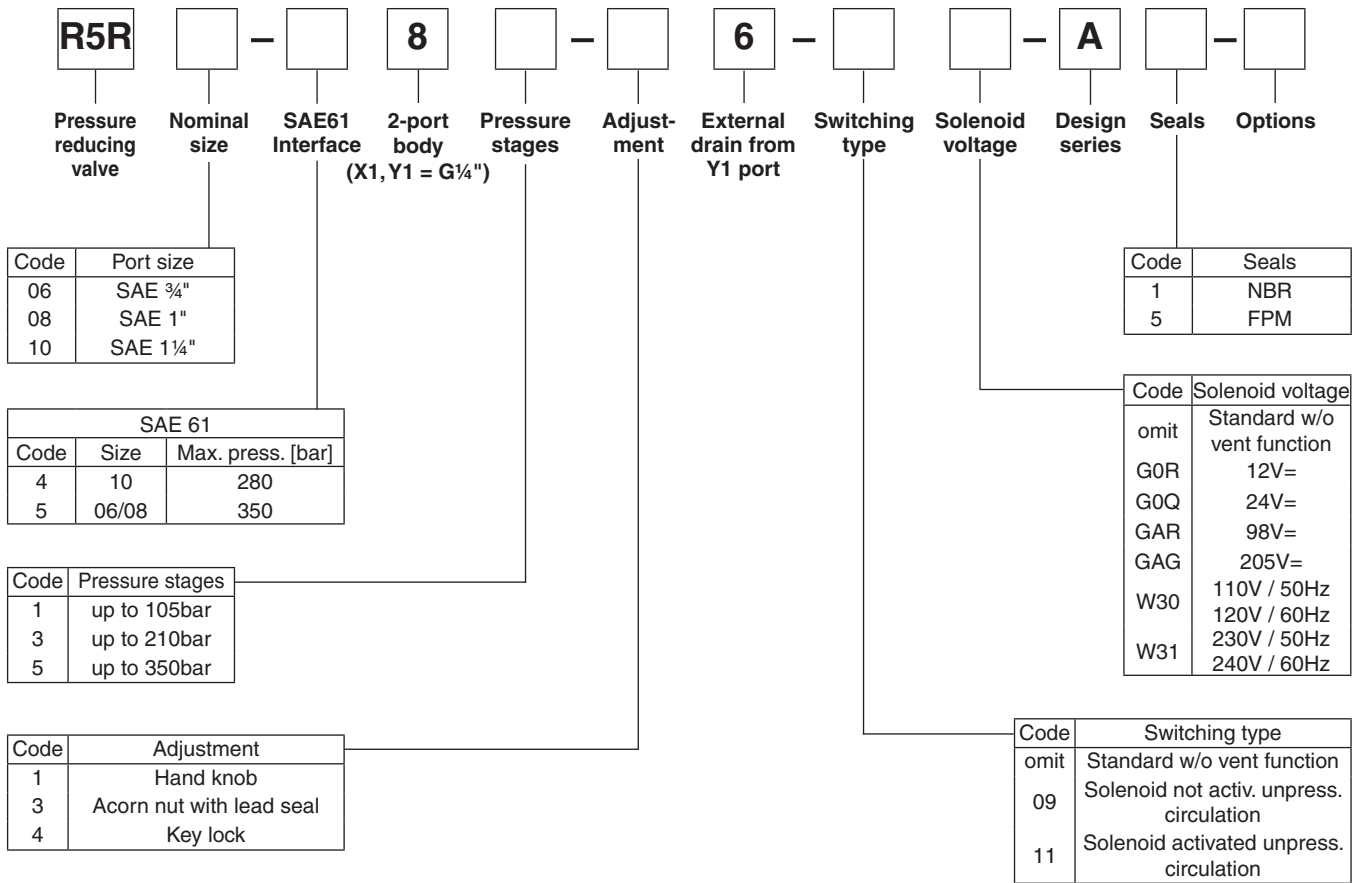 R5R – 8 – 6 – – A –
Pressure reducing valve
Nominal size
SAE61 Interface
2-port body (X1, Y1 = G¼")
Pressure stages
Adjust-ment
External drain from Y1 port
Switching type
Solenoid voltage
Design series
Seals
Options
Code Port size
06 SAE ¾"
08 SAE 1"
10 SAE 1¼"
SAE 61
Code Size Max. press. [bar]
4 10 280
5 06/08 350
Code Pressure stages
1 up to 105bar
3 up to 210bar
5 up to 350bar
Code Adjustment
1 Hand knob
3 Acorn nut with lead seal
4 Key lock
Code Seals
1 NBR
5 FPM
Code Solenoid voltage
omit Standard w/o vent function
G0R 12V=
G0Q 24V=
GAR 98V=
GAG 205V=
W30 110V / 50Hz
120V / 60Hz
W31 230V / 50Hz
240V / 60Hz
Code Switching type
omit Standard w/o vent function
09 Solenoid not activ. unpress. circulation
11 Solenoid activated unpress. circulation